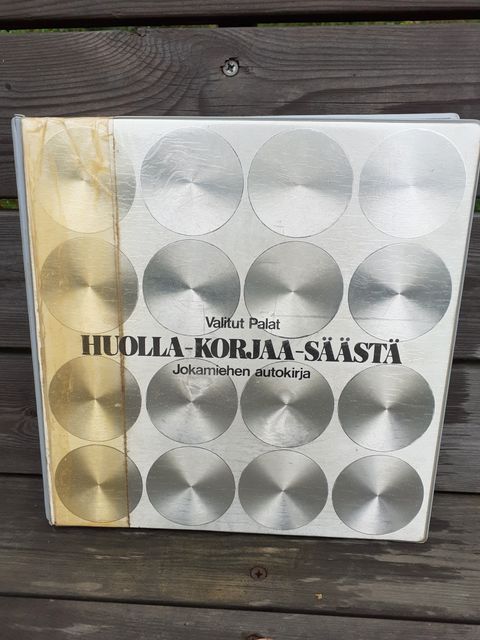 Valitut Palat
HUOLLA-KORJAA-SÄÄSTÄ
Jokamiehen autokirja